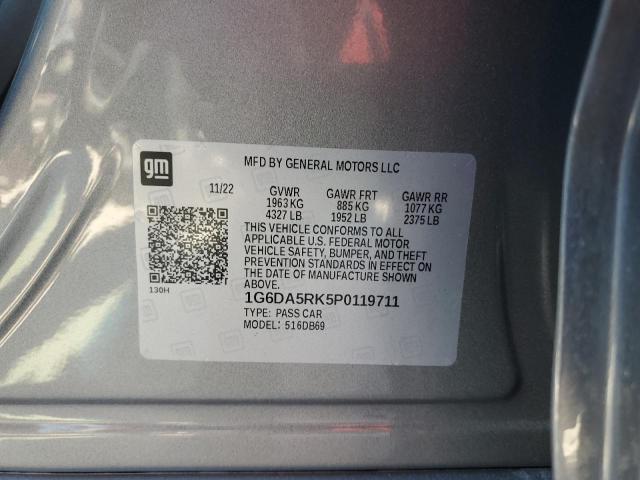 gm
MFD BY GENERAL MOTORS LLC
11/22
GVWR GAWR FRT GAWR RR
1963 KG 885 KG 1077 KG
4327 LB 1952 LB 2375 LB
THIS VEHICLE CONFORMS TO ALL
APPLICABLE U.S. FEDERAL MOTOR
VEHICLE SAFETY, BUMPER, AND THEFT
PREVENTION STANDARDS IN EFFECT ON
THE DATE OF MANUFACTURE SHOWN
ABOVE.
130H
1G6DA5RK5P0119711
TYPE: PASS CAR
MODEL: 516DB69